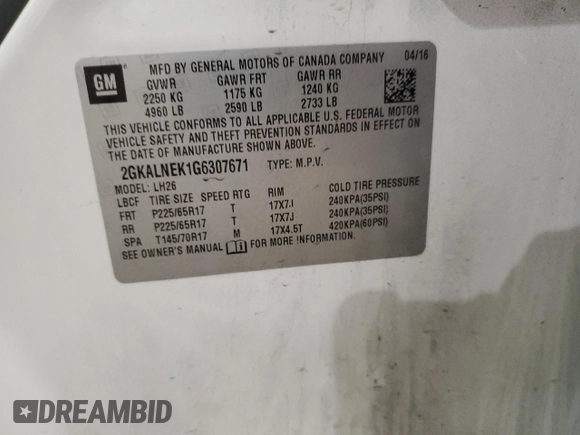 GM
MFD BY GENERAL MOTORS OF CANADA COMPANY 04/16
GVWR GAWR FRT GAWR RR
2250 KG 1175 KG 1240 KG
4960 LB 2590 LB 2733 LB
THIS VEHICLE CONFORMS TO ALL APPLICABLE U.S. FEDERAL MOTOR
VEHICLE SAFETY AND THEFT PREVENTION STANDARDS IN EFFECT ON
THE DATE OF MANUFACTURE SHOWN ABOVE.
2GKALNEK1G6307671 TYPE: M.P.V.
MODEL: LH26
LBCF TIRE SIZE SPEED RTG RIM COLD TIRE PRESSURE
FRT P225/65R17 T 17X7J 240KPA(35PSI)
RR P225/65R17 T 17X7J 240KPA(35PSI)
SPA T145/70R17 M 17X4.5T 420KPA(60PSI)
SEE OWNER'S MANUAL FOR MORE INFORMATION.
DREAMBID